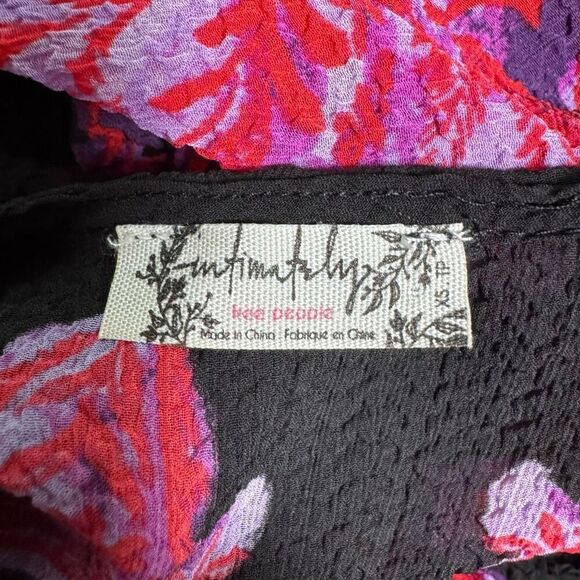 intimately
free people
Made in China . Fabriqué en Chine
XS TP